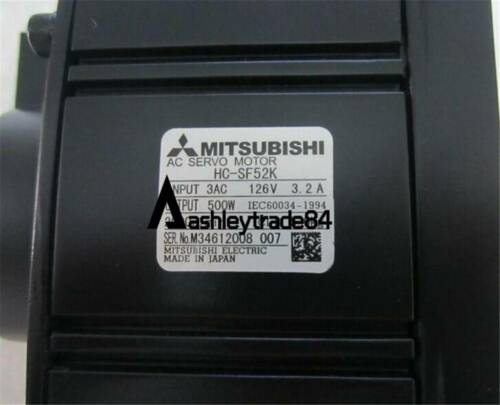 MITSUBISHI
AC SERVO MOTOR
HC-SF52K
INPUT 3AC 126V 3.2A
OUTPUT 500W IEC60034-1994
Aashleytrade84
SER.No.M34612008 007
MITSUBISHI ELECTRIC
MADE IN JAPAN